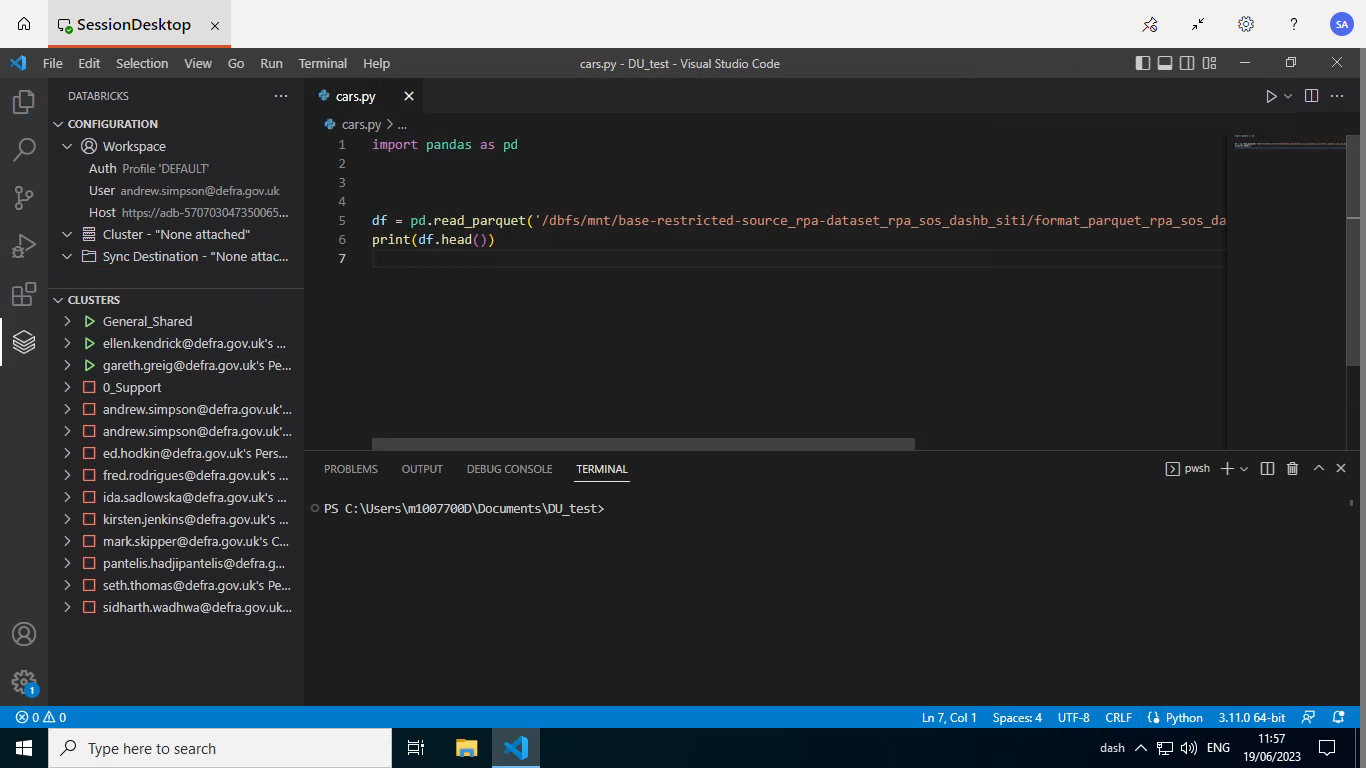 SessionDesktop
SA
File Edit Selection View Go Run Terminal Help
cars.py - DU_test - Visual Studio Code
DATABRICKS
CONFIGURATION
Workspace
Auth Profile 'DEFAULT'
User andrew.simpson@defra.gov.uk
Host https://adb-570703047350065...
Cluster - "None attached"
Sync Destination - "None attac...
CLUSTERS
General_Shared
ellen.kendrick@defra.gov.uk's ...
gareth.greig@defra.gov.uk's Pe...
0_Support
andrew.simpson@defra.gov.uk'...
andrew.simpson@defra.gov.uk'...
ed.hodkin@defra.gov.uk's Pers...
fred.rodrigues@defra.gov.uk's ...
ida.sadlowska@defra.gov.uk's ...
kirsten.jenkins@defra.gov.uk's ...
mark.skipper@defra.gov.uk's C...
pantelis.hadjipantelis@defra.g...
seth.thomas@defra.gov.uk's Pe...
sidharth.wadhwa@defra.gov.uk...
1
cars.py
cars.py > ...
1 import pandas as pd
2
3
4
5 df = pd.read_parquet('/dbfs/mnt/base-restricted-source_rpa-dataset_rpa_sos_dashb_siti/format_parquet_rpa_sos_da
6 print(df.head())
7
PROBLEMS OUTPUT DEBUG CONSOLE TERMINAL
pwsh
PS C:\Users\m1007700D\Documents\DU_test>
0 0
Ln 7, Col 1 Spaces: 4 UTF-8 CRLF Python 3.11.0 64-bit
Type here to search
dash ENG
11:57
19/06/2023